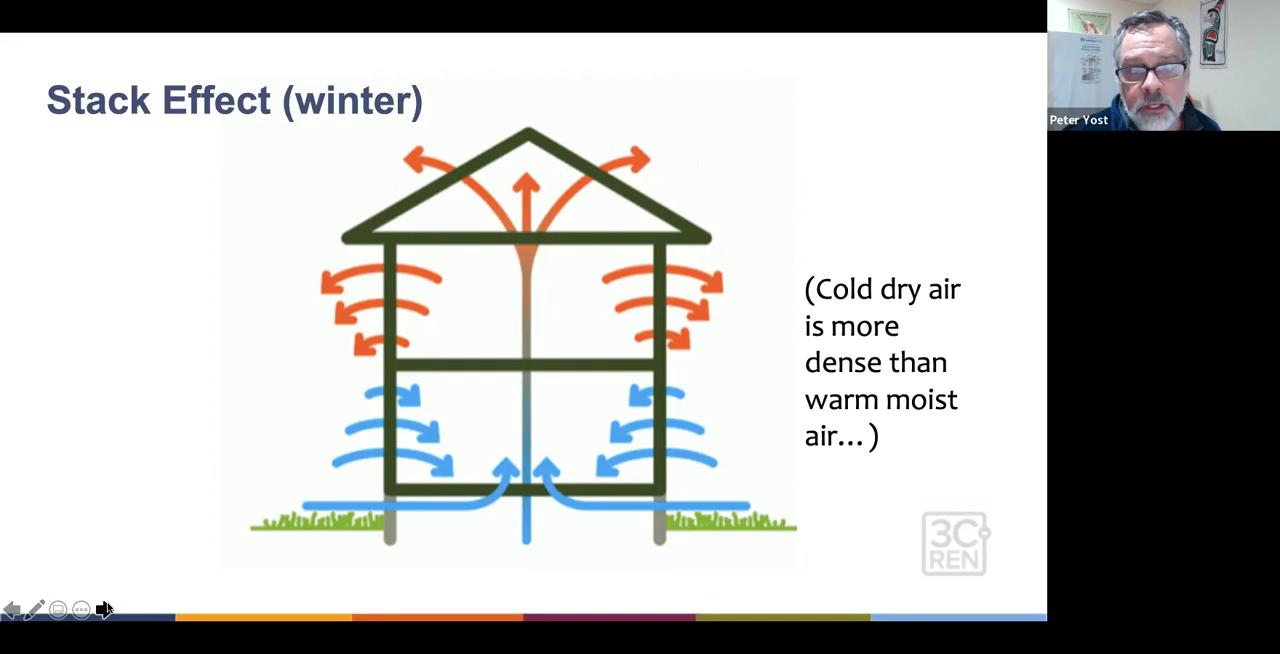 Stack Effect (winter)
(Cold dry air
is more
dense than
warm moist
air…)
3C
REN
Peter Yost